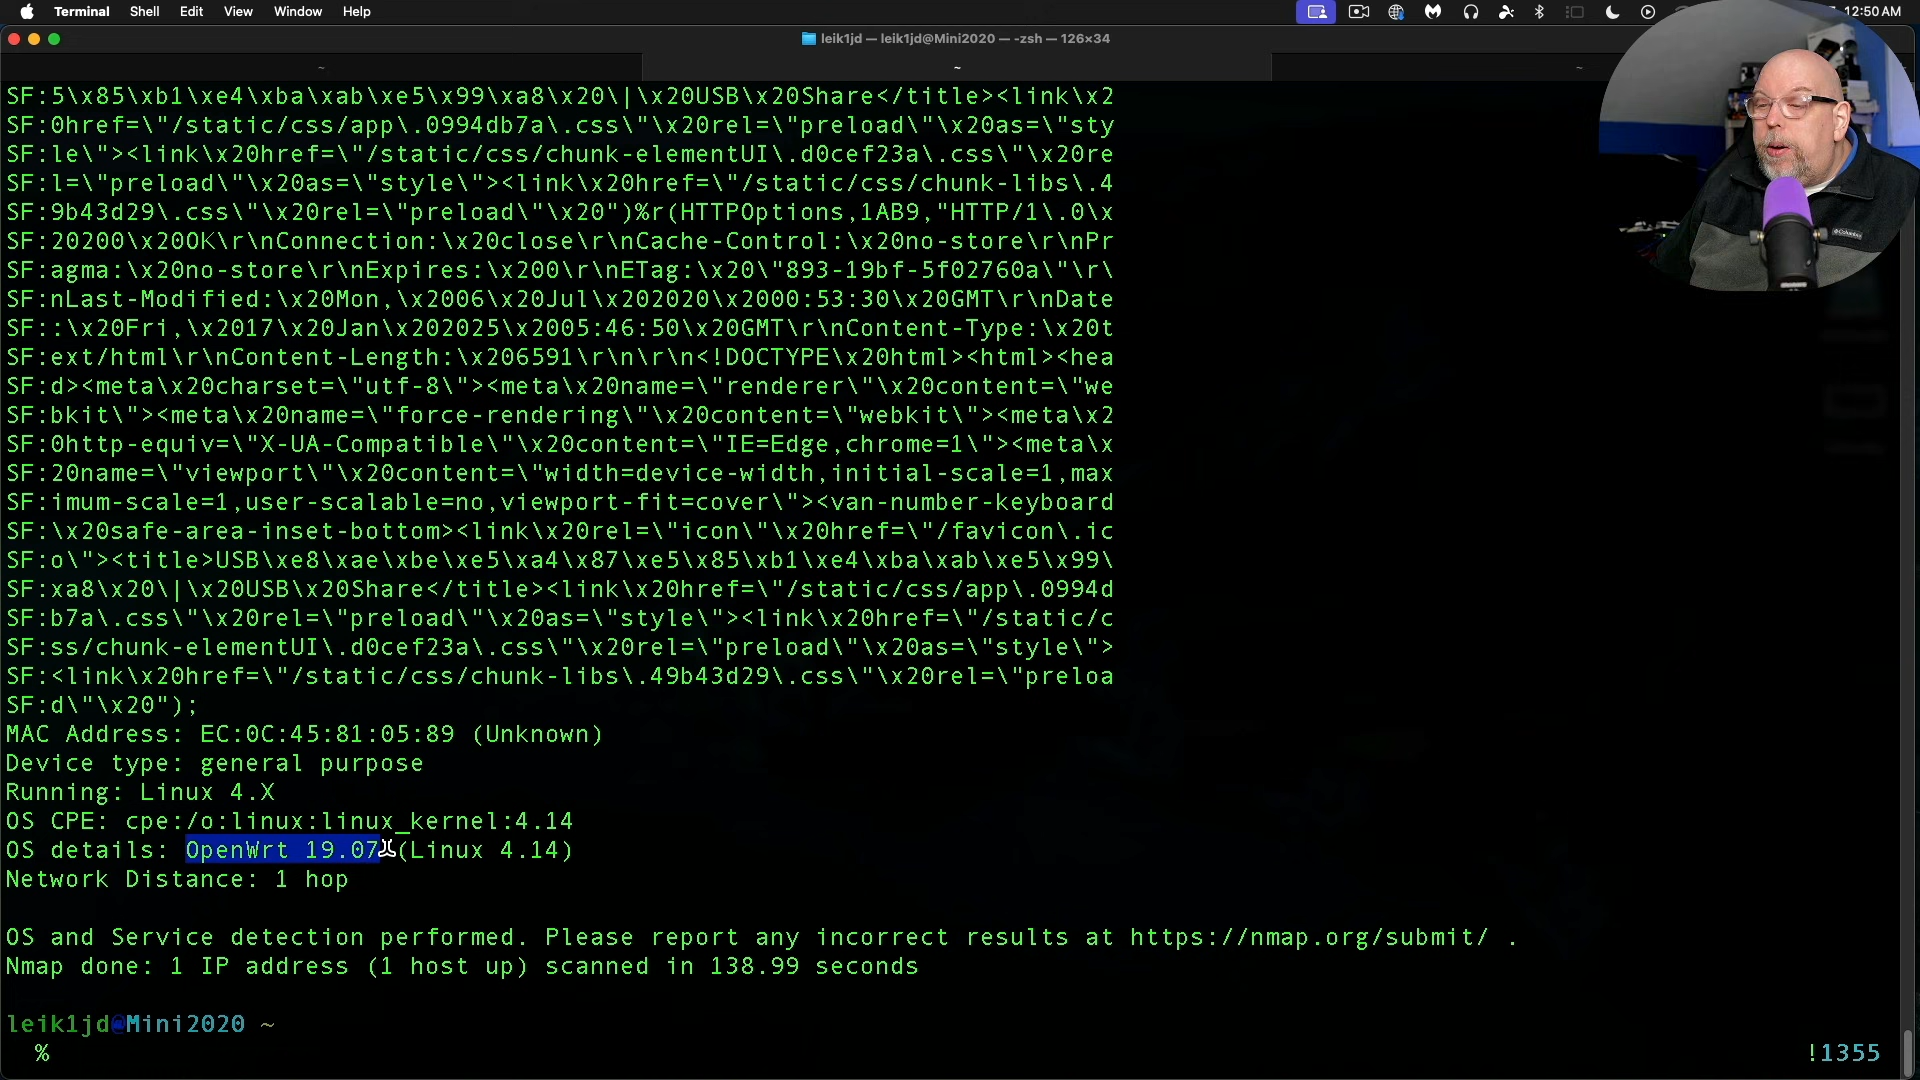 Terminal Shell Edit View Window Help 12:50 AM
leik1jd — leik1jd@Mini2020 — -zsh — 126×34
~ ~ ~
SF:5\x85\xb1\xe4\xba\xab\xe5\x99\xa8\x20\|\x20USB\x20Share</title><link\x2
SF:0href=\"/static/css/app\.0994db7a\.css\"\x20rel=\"preload\"\x20as=\"sty
SF:le\"><link\x20href=\"/static/css/chunk-elementUI\.d0cef23a\.css\"\x20re
SF:l=\"preload\"\x20as=\"style\"><link\x20href=\"/static/css/chunk-libs\.4
SF:9b43d29\.css\"\x20rel=\"preload\"\x20")%r(HTTPOptions,1AB9,"HTTP/1\.0\x
SF:20200\x20OK\r\nConnection:\x20close\r\nCache-Control:\x20no-store\r\nPr
SF:agma:\x20no-store\r\nExpires:\x200\r\nETag:\x20\"893-19bf-5f02760a\"\r\
SF:nLast-Modified:\x20Mon,\x2006\x20Jul\x202020\x2000:53:30\x20GMT\r\nDate
SF::\x20Fri,\x2017\x20Jan\x202025\x2005:46:50\x20GMT\r\nContent-Type:\x20t
SF:ext/html\r\nContent-Length:\x206591\r\n\r\n<!DOCTYPE\x20html><html><hea
SF:d><meta\x20charset=\"utf-8\"><meta\x20name=\"renderer\"\x20content=\"we
SF:bkit\"><meta\x20name=\"force-rendering\"\x20content=\"webkit\"><meta\x2
SF:0http-equiv=\"X-UA-Compatible\"\x20content=\"IE=Edge,chrome=1\"><meta\x
SF:20name=\"viewport\"\x20content=\"width=device-width,initial-scale=1,max
SF:imum-scale=1,user-scalable=no,viewport-fit=cover\"><van-number-keyboard
SF:\x20safe-area-inset-bottom><link\x20rel=\"icon\"\x20href=\"/favicon\.ic
SF:o\"><title>USB\xe8\xae\xbe\xe5\xa4\x87\xe5\x85\xb1\xe4\xba\xab\xe5\x99\
SF:xa8\x20\|\x20USB\x20Share</title><link\x20href=\"/static/css/app\.0994d
SF:b7a\.css\"\x20rel=\"preload\"\x20as=\"style\"><link\x20href=\"/static/c
SF:ss/chunk-elementUI\.d0cef23a\.css\"\x20rel=\"preload\"\x20as=\"style\">
SF:<link\x20href=\"/static/css/chunk-libs\.49b43d29\.css\"\x20rel=\"preloa
SF:d\"\x20");
MAC Address: EC:0C:45:81:05:89 (Unknown)
Device type: general purpose
Running: Linux 4.X
OS CPE: cpe:/o:linux:linux_kernel:4.14
OS details: OpenWrt 19.07 (Linux 4.14)
Network Distance: 1 hop
OS and Service detection performed. Please report any incorrect results at https://nmap.org/submit/ .
Nmap done: 1 IP address (1 host up) scanned in 138.99 seconds
leik1jd@Mini2020 ~
% !1355
Columbia